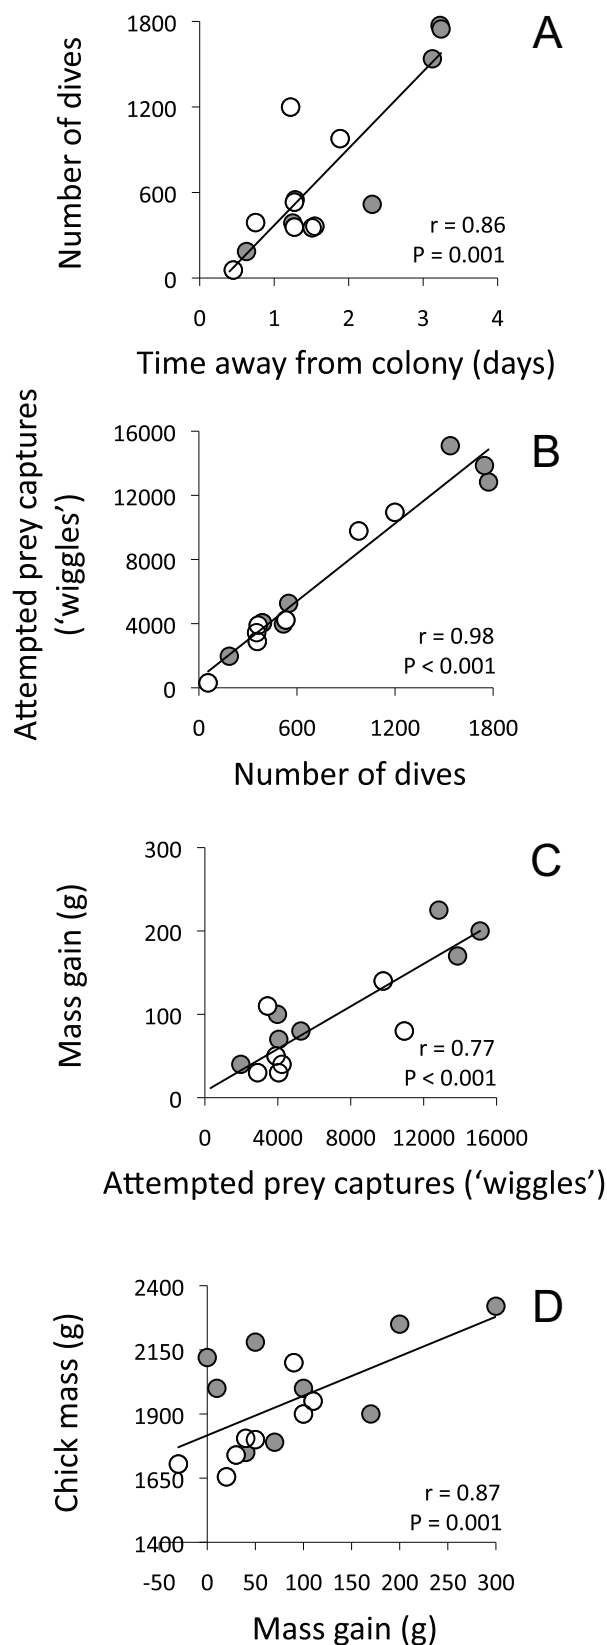 A
Number of dives
1800
1200
600
0
r = 0.86
P = 0.001
0 1 2 3 4
Time away from colony (days)
B
Attempted prey captures
(‘wiggles’)
16000
12000
8000
4000
0
r = 0.98
P < 0.001
0 600 1200 1800
Number of dives
C
Mass gain (g)
300
200
100
0
r = 0.77
P < 0.001
0 4000 8000 12000 16000
Attempted prey captures (‘wiggles’)
D
Chick mass (g)
2400
2150
1900
1650
1400
r = 0.87
P = 0.001
-50 0 50 100 150 200 250 300
Mass gain (g)